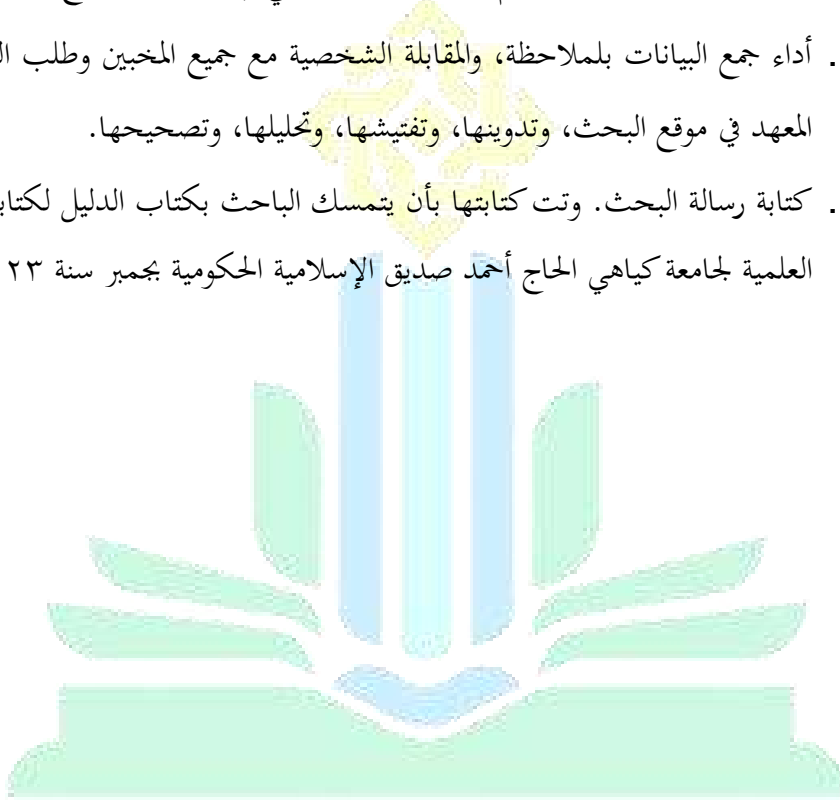 . أداء جمع البيانات بلملاحظة، والمقابلة الشخصية مع جميع المخبين وطلب
المعهد في موقع البحث، وتدوينها، وتفتيشها، وتحليلها، وتصحيحها.
. كتابة رسالة البحث. وتت كتابتها بأن يتمسك الباحث بكتاب الدليل
العلمية لجامعة كياهي الحاج أحمد صديق الإسلامية الحكومية بجمبر سنة ٢٣